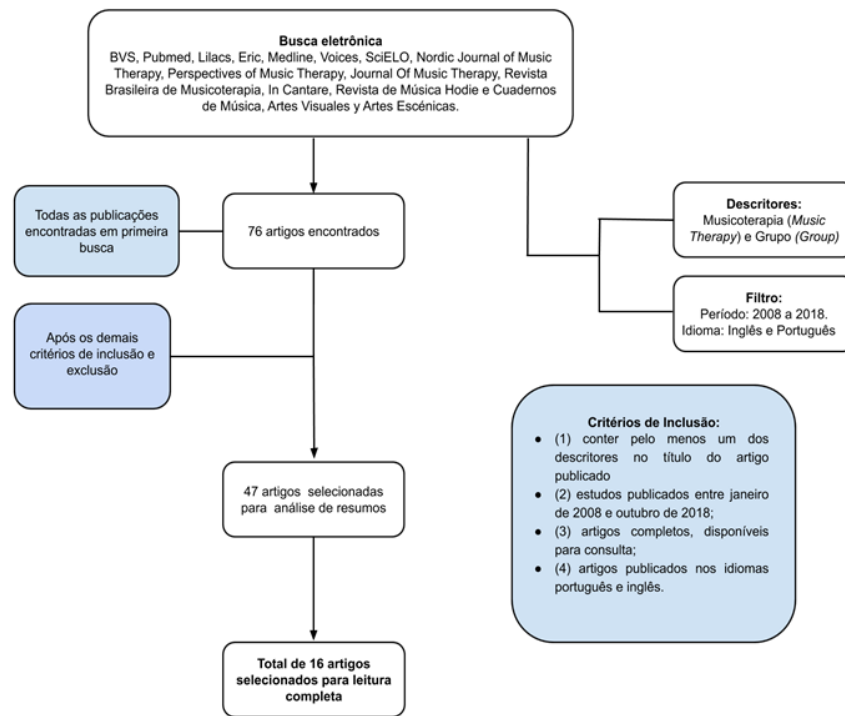 Busca eletrônica
BVS, Pubmed, Lilacs, Eric, Medline, Voices, SciELO, Nordic Journal of Music
Therapy, Perspectives of Music Therapy, Journal Of Music Therapy, Revista
Brasileira de Musicoterapia, In Cantare, Revista de Música Hodie e Cuadernos
de Música, Artes Visuales y Artes Escénicas.
Todas as publicações
encontradas em primeira
busca
76 artigos encontrados
Descritores:
Musicoterapia (Music
Therapy) e Grupo (Group)
Filtro:
Período: 2008 a 2018.
Idioma: Inglês e Português
Após os demais
critérios de inclusão e
exclusão
Critérios de Inclusão:
● (1) conter pelo menos um dos
descritores no título do artigo
publicado
● (2) estudos publicados entre janeiro
de 2008 e outubro de 2018;
● (3) artigos completos, disponíveis
para consulta;
● (4) artigos publicados nos idiomas
português e inglês.
47 artigos selecionadas
para análise de resumos
Total de 16 artigos
selecionados para leitura
completa